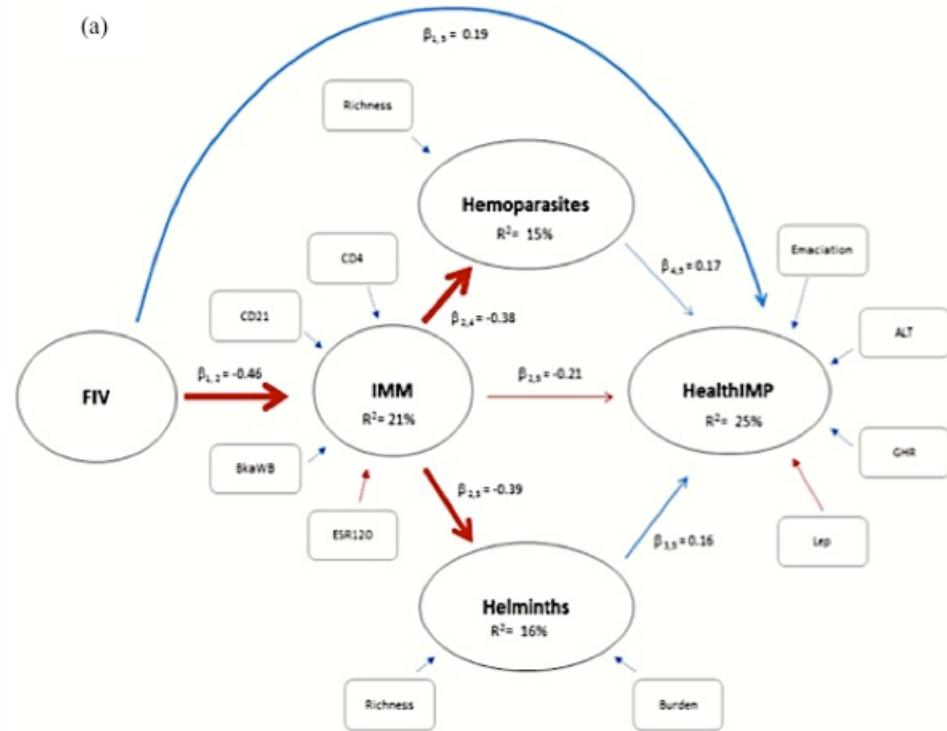 (a)
β1, 5 = 0.19
Richness
Hemoparasites
R²= 15%
Emaciation
CD4
β4,5 = 0.17
CD21
β2,4 = -0.38
ALT
β1, 2 = -0.46
β2,5 = -0.21
FIV
IMM
HealthIMP
R²= 21%
R²= 25%
BkaWB
GHR
β2,3 = -0.39
ESR120
β3,5 = 0.16
Lep
Helminths
R²= 16%
Richness
Burden